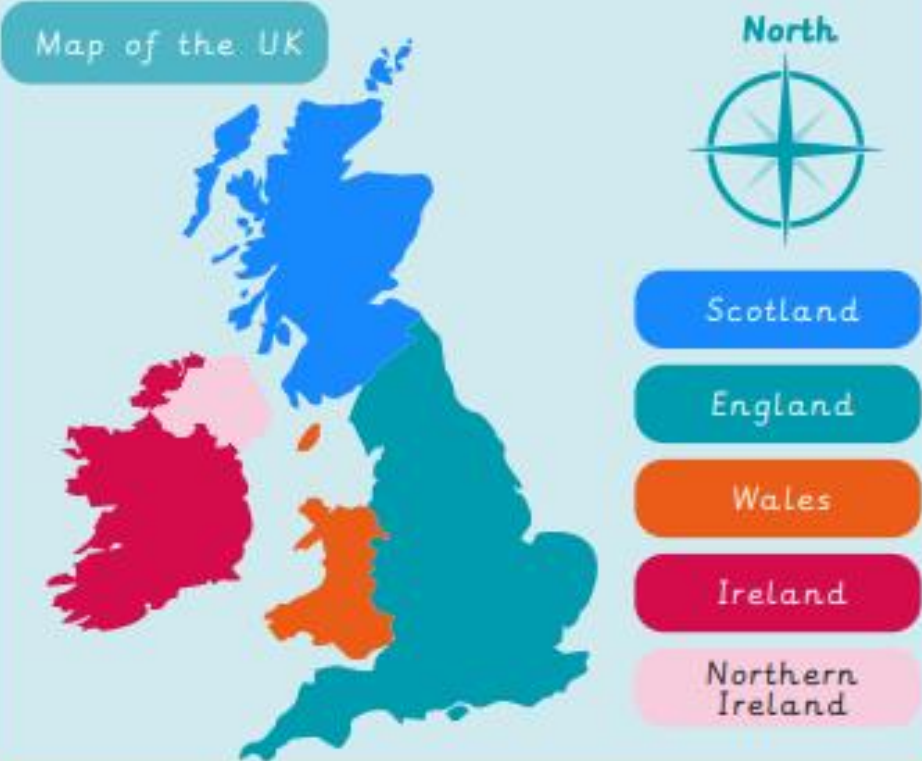 Map of the UK
North
Scotland
England
Wales
Ireland
Northern
Ireland